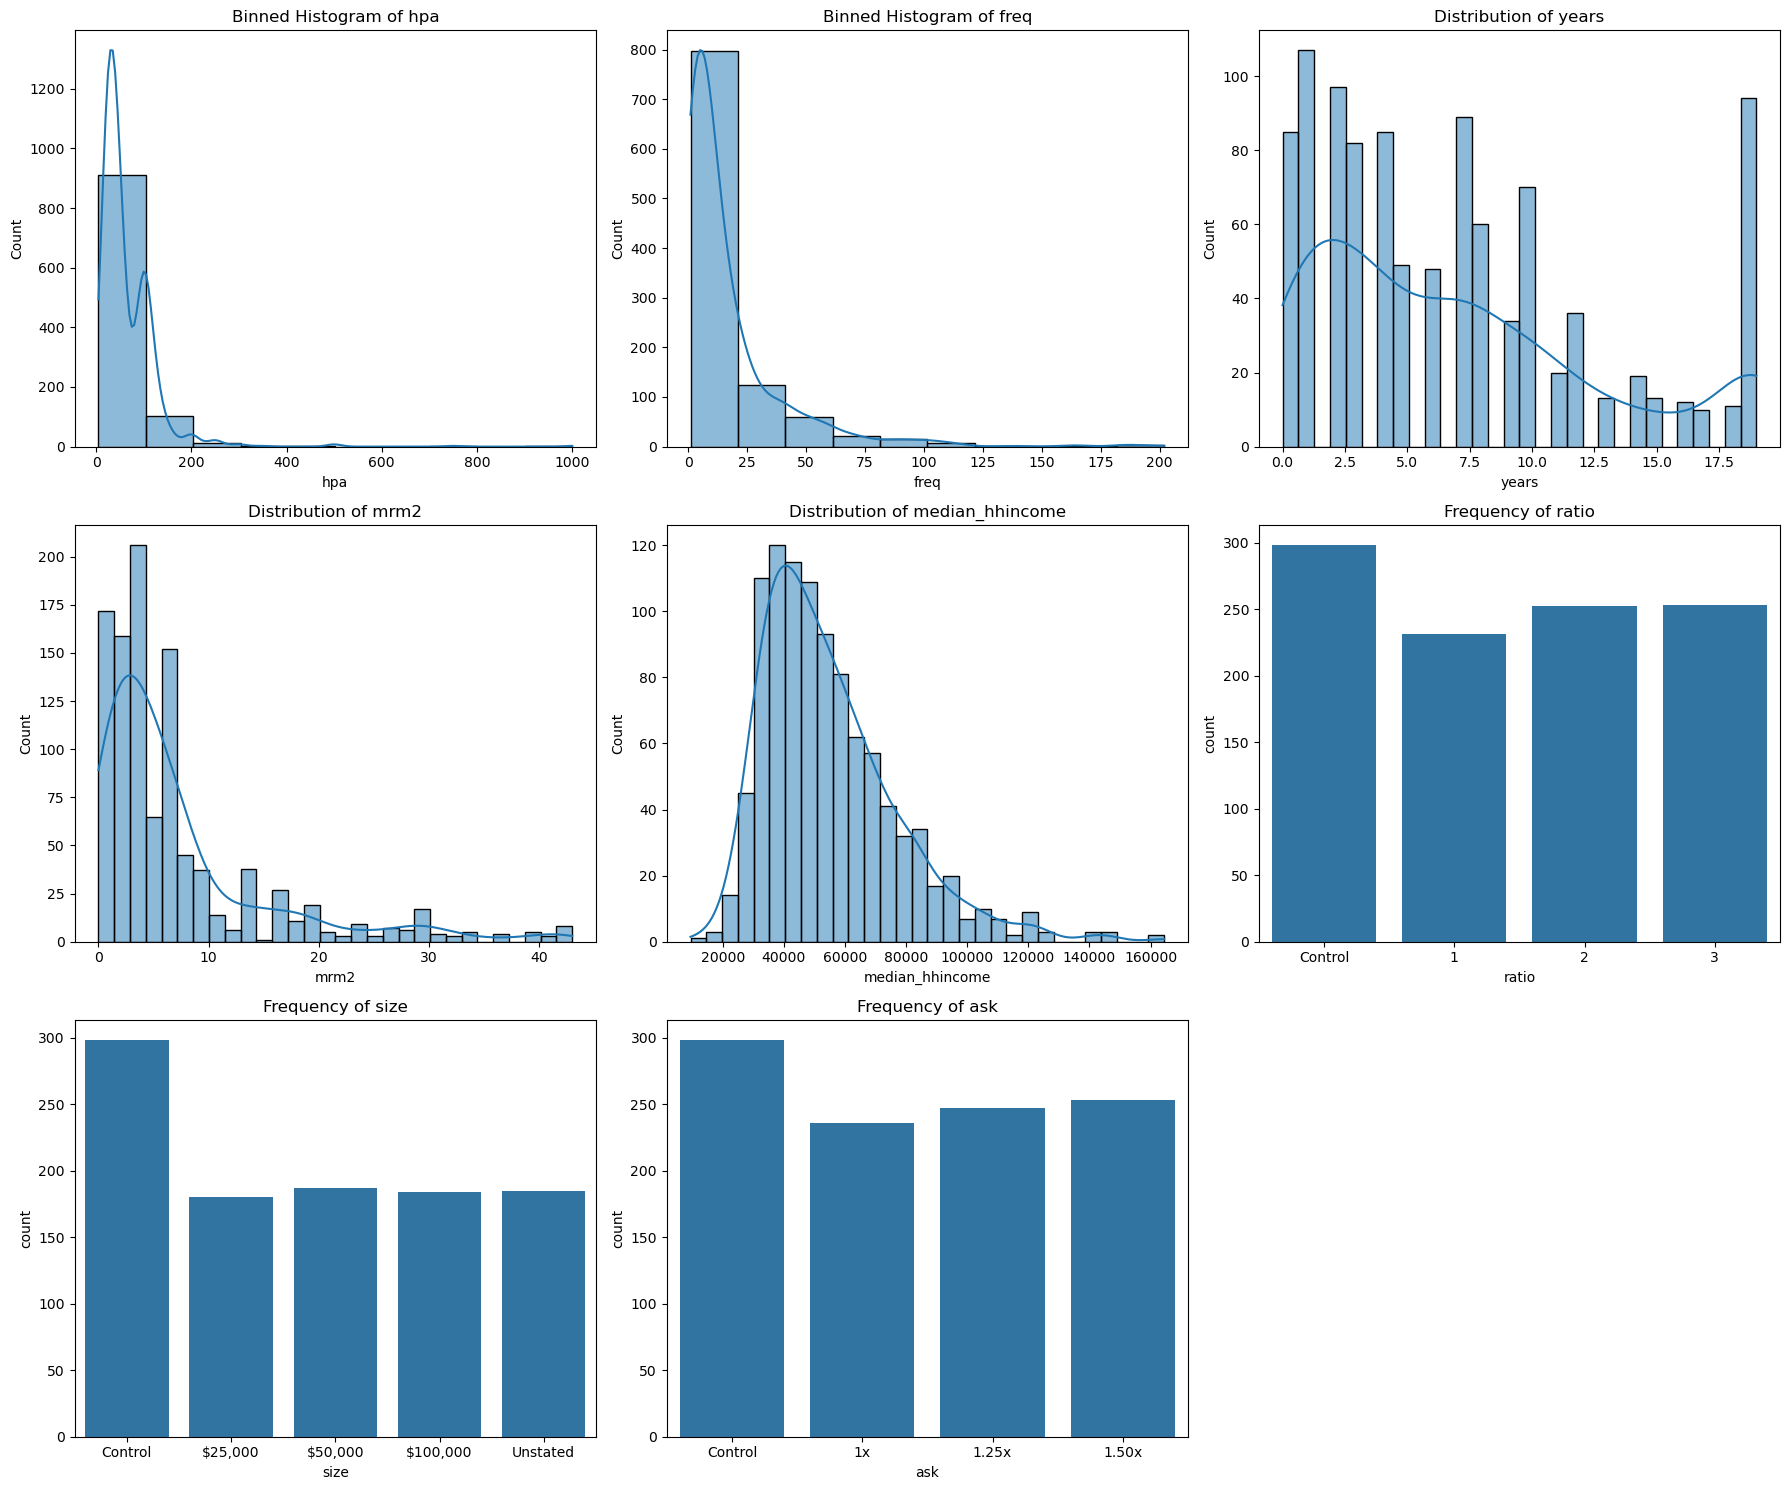 Binned Histogram of hpa
Count
0
200
400
600
800
1000
1200
0 200 400 600 800 1000
hpa
Binned Histogram of freq
Count
0
100
200
300
400
500
600
700
800
0 25 50 75 100 125 150 175 200
freq
Distribution of years
Count
0
20
40
60
80
100
0.0 2.5 5.0 7.5 10.0 12.5 15.0 17.5
years
Distribution of mrm2
Count
0
25
50
75
100
125
150
175
200
0 10 20 30 40
mrm2
Distribution of median_hhincome
Count
0
20
40
60
80
100
120
20000 40000 60000 80000 100000 120000 140000 160000
median_hhincome
Frequency of ratio
count
0
50
100
150
200
250
300
Control 1 2 3
ratio
Frequency of size
count
0
50
100
150
200
250
300
Control $25,000 $50,000 $100,000 Unstated
size
Frequency of ask
count
0
50
100
150
200
250
300
Control 1x 1.25x 1.50x
ask